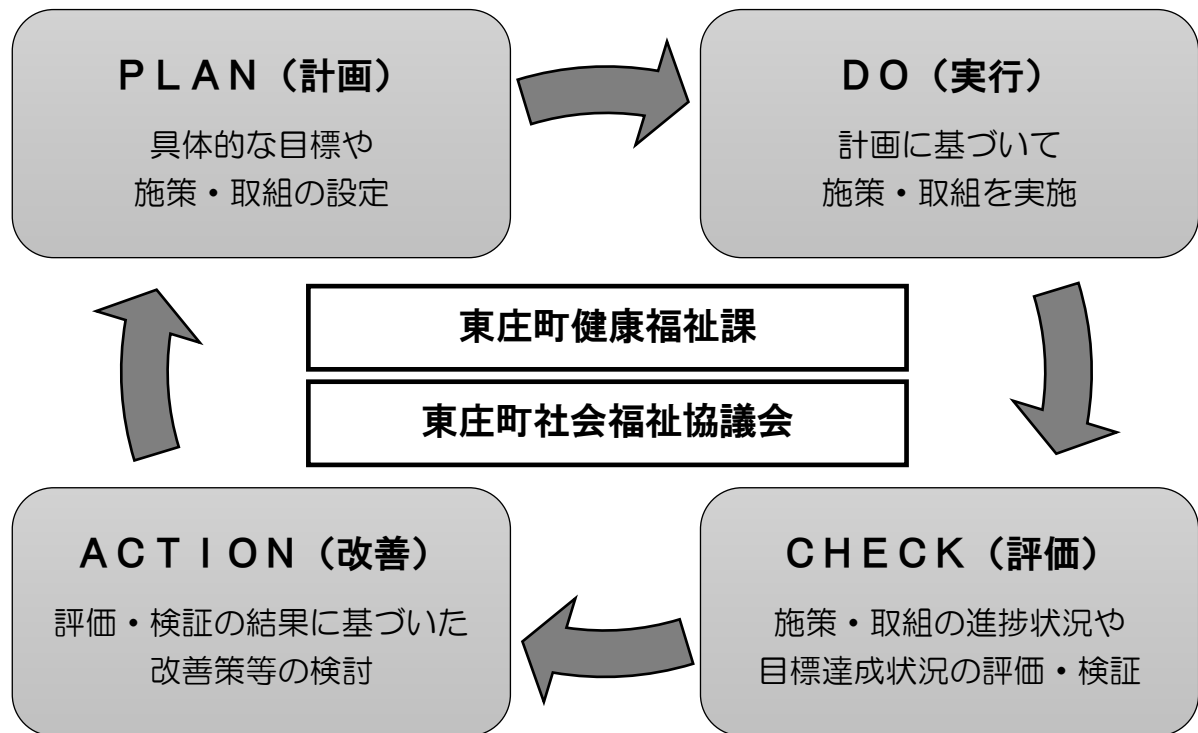 ＰＬＡＮ（計画）
具体的な目標や
施策・取組の設定
ＤＯ（実行）
計画に基づいて
施策・取組を実施
東庄町健康福祉課
東庄町社会福祉協議会
ＡＣＴＩＯＮ（改善）
評価・検証の結果に基づいた
改善策等の検討
ＣＨＥＣＫ（評価）
施策・取組の進捗状況や
目標達成状況の評価・検証